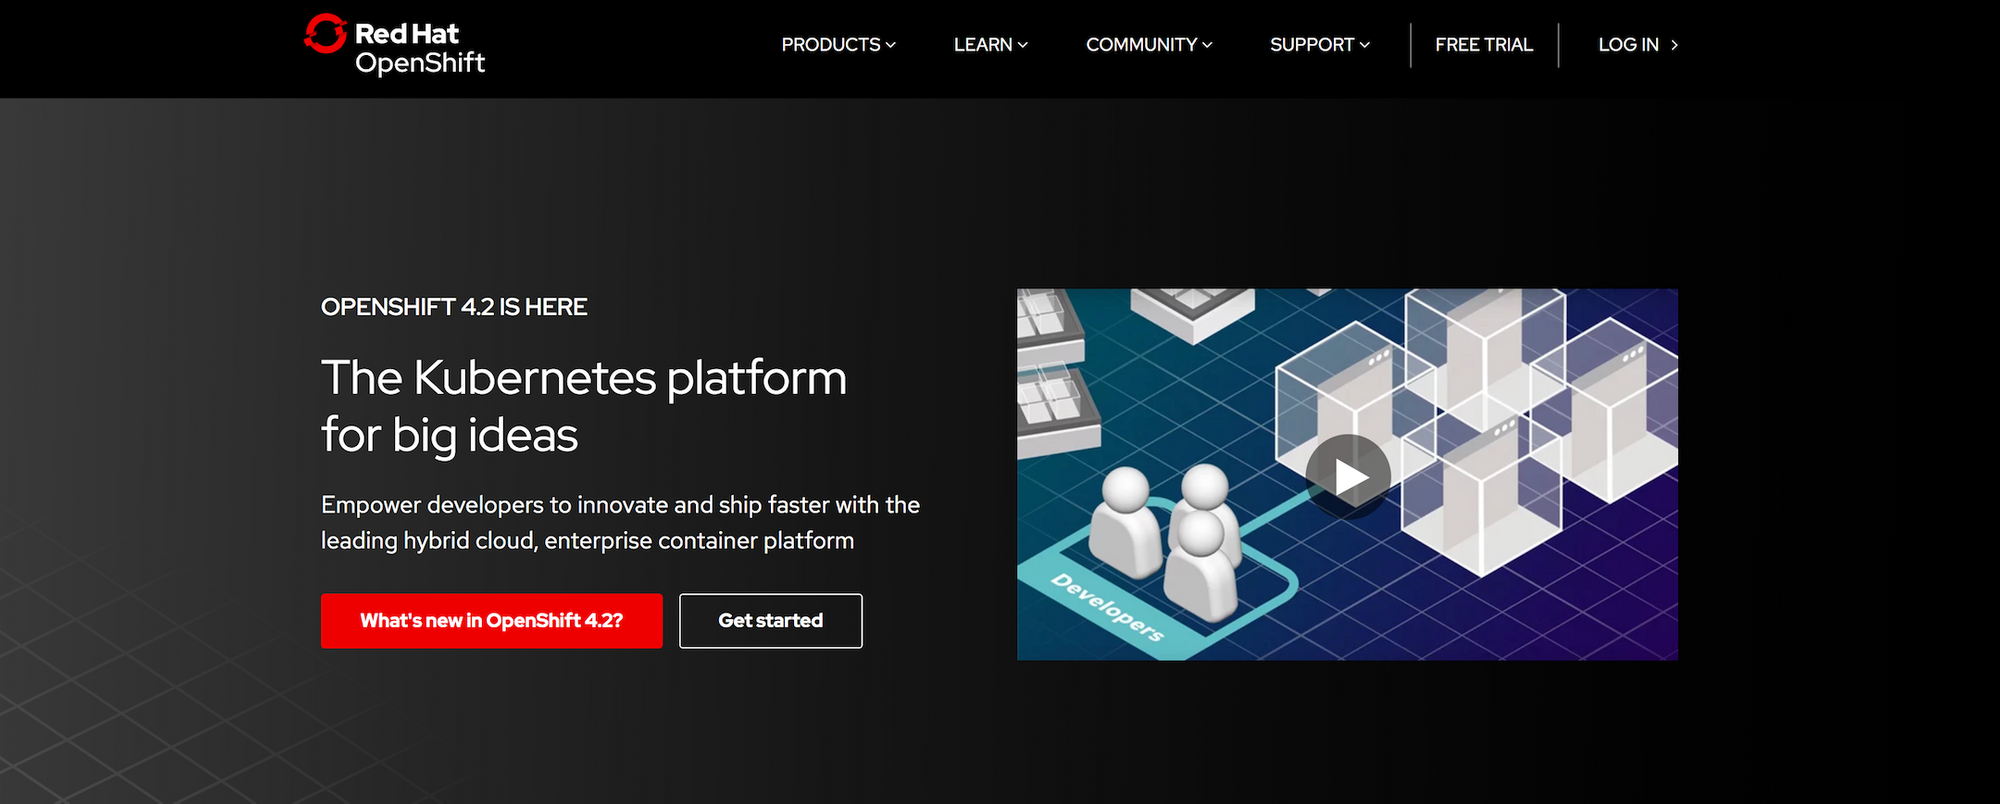 Red Hat
OpenShift
PRODUCTS
LEARN
COMMUNITY
SUPPORT
FREE TRIAL
LOG IN
OPENSHIFT 4.2 IS HERE
The Kubernetes platform
for big ideas
Empower developers to innovate and ship faster with the
leading hybrid cloud, enterprise container platform
What's new in OpenShift 4.2?
Get started
Developers